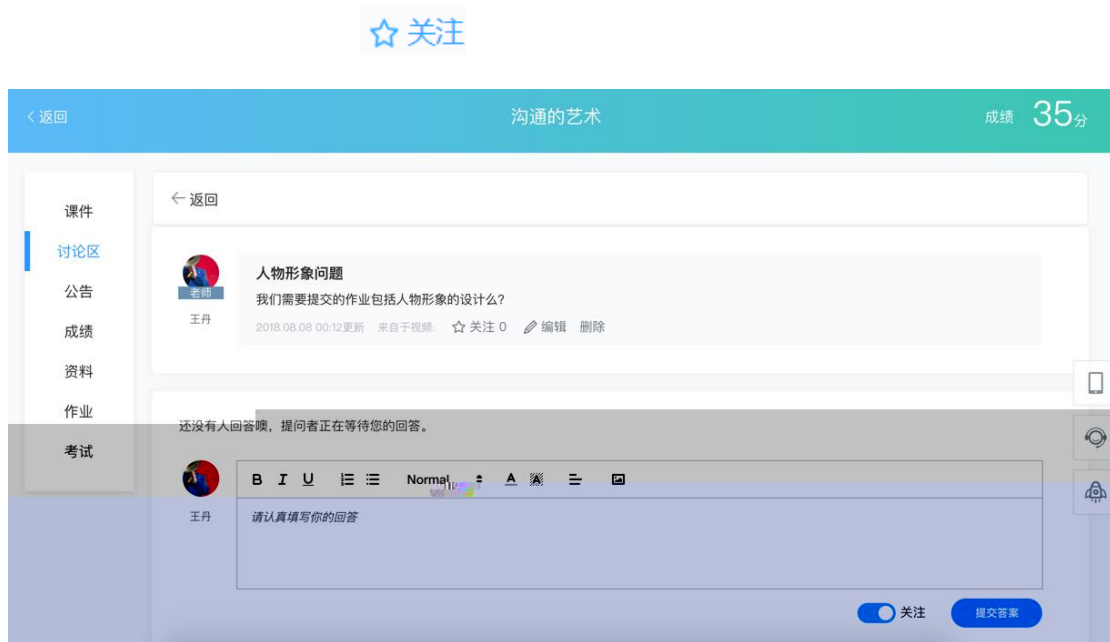 关注
返回
沟通的艺术
成绩 35分
课件
讨论区
公告
成绩
资料
作业
考试
返回
老师
王丹
人物形象问题
我们需要提交的作业包括人物形象的设计么?
2018.08.08 00:12更新 来自于视频: 关注 0 编辑 删除
还没有人回答噢，提问者正在等待您的回答。
王丹
B I U Normal A A
请认真填写你的回答
关注 提交答案